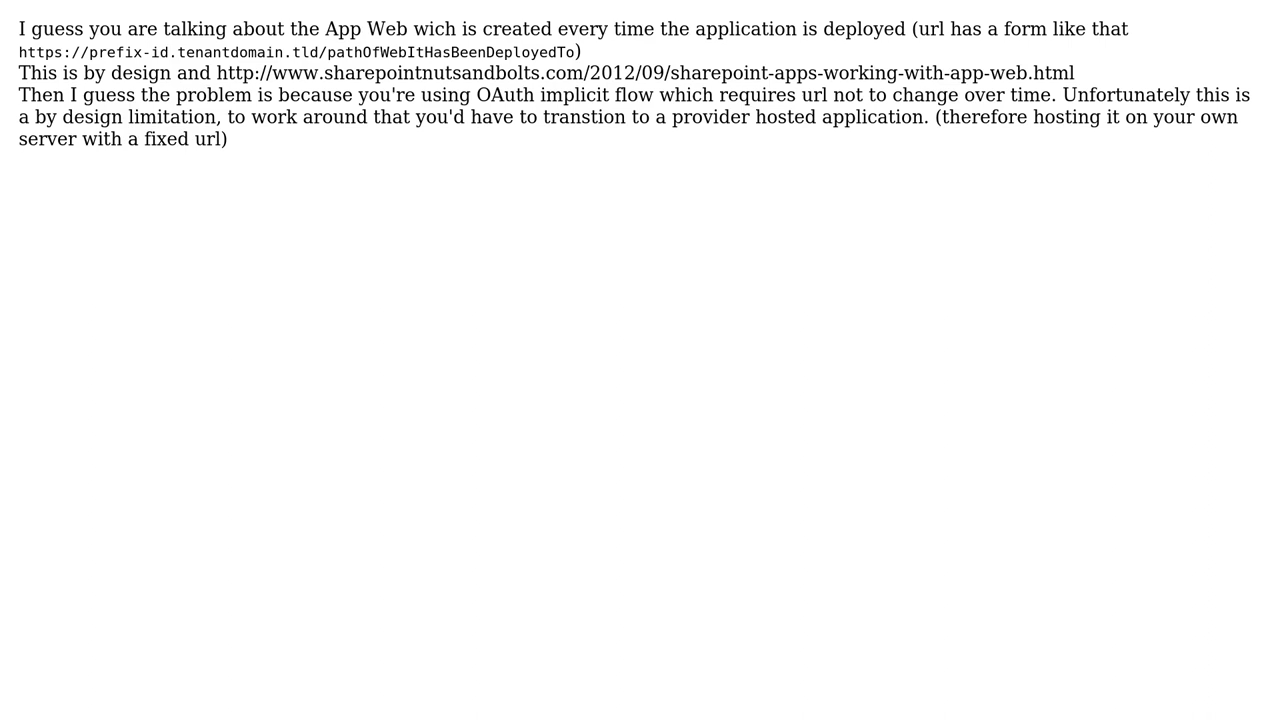 I guess you are talking about the App Web wich is created every time the application is deployed (url has a form like that
https://prefix-id.tenantdomain.tld/pathOfWebItHasBeenDeployedTo)
This is by design and http://www.sharepointnutsandbolts.com/2012/09/sharepoint-apps-working-with-app-web.html
Then I guess the problem is because you're using OAuth implicit flow which requires url not to change over time. Unfortunately this is
a by design limitation, to work around that you'd have to transtion to a provider hosted application. (therefore hosting it on your own
server with a fixed url)